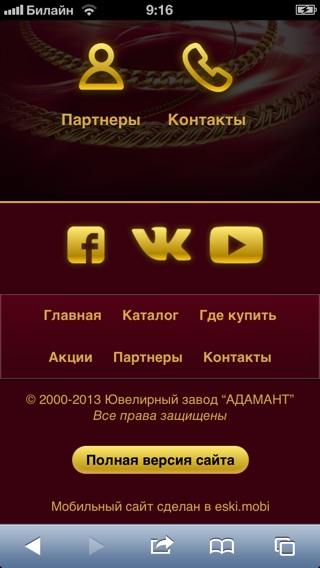 Билайн 9:16
Партнеры Контакты
Главная Каталог Где купить
Акции Партнеры Контакты
© 2000-2013 Ювелирный завод “АДАМАНТ”
Все права защищены
Полная версия сайта
Мобильный сайт сделан в eski.mobi